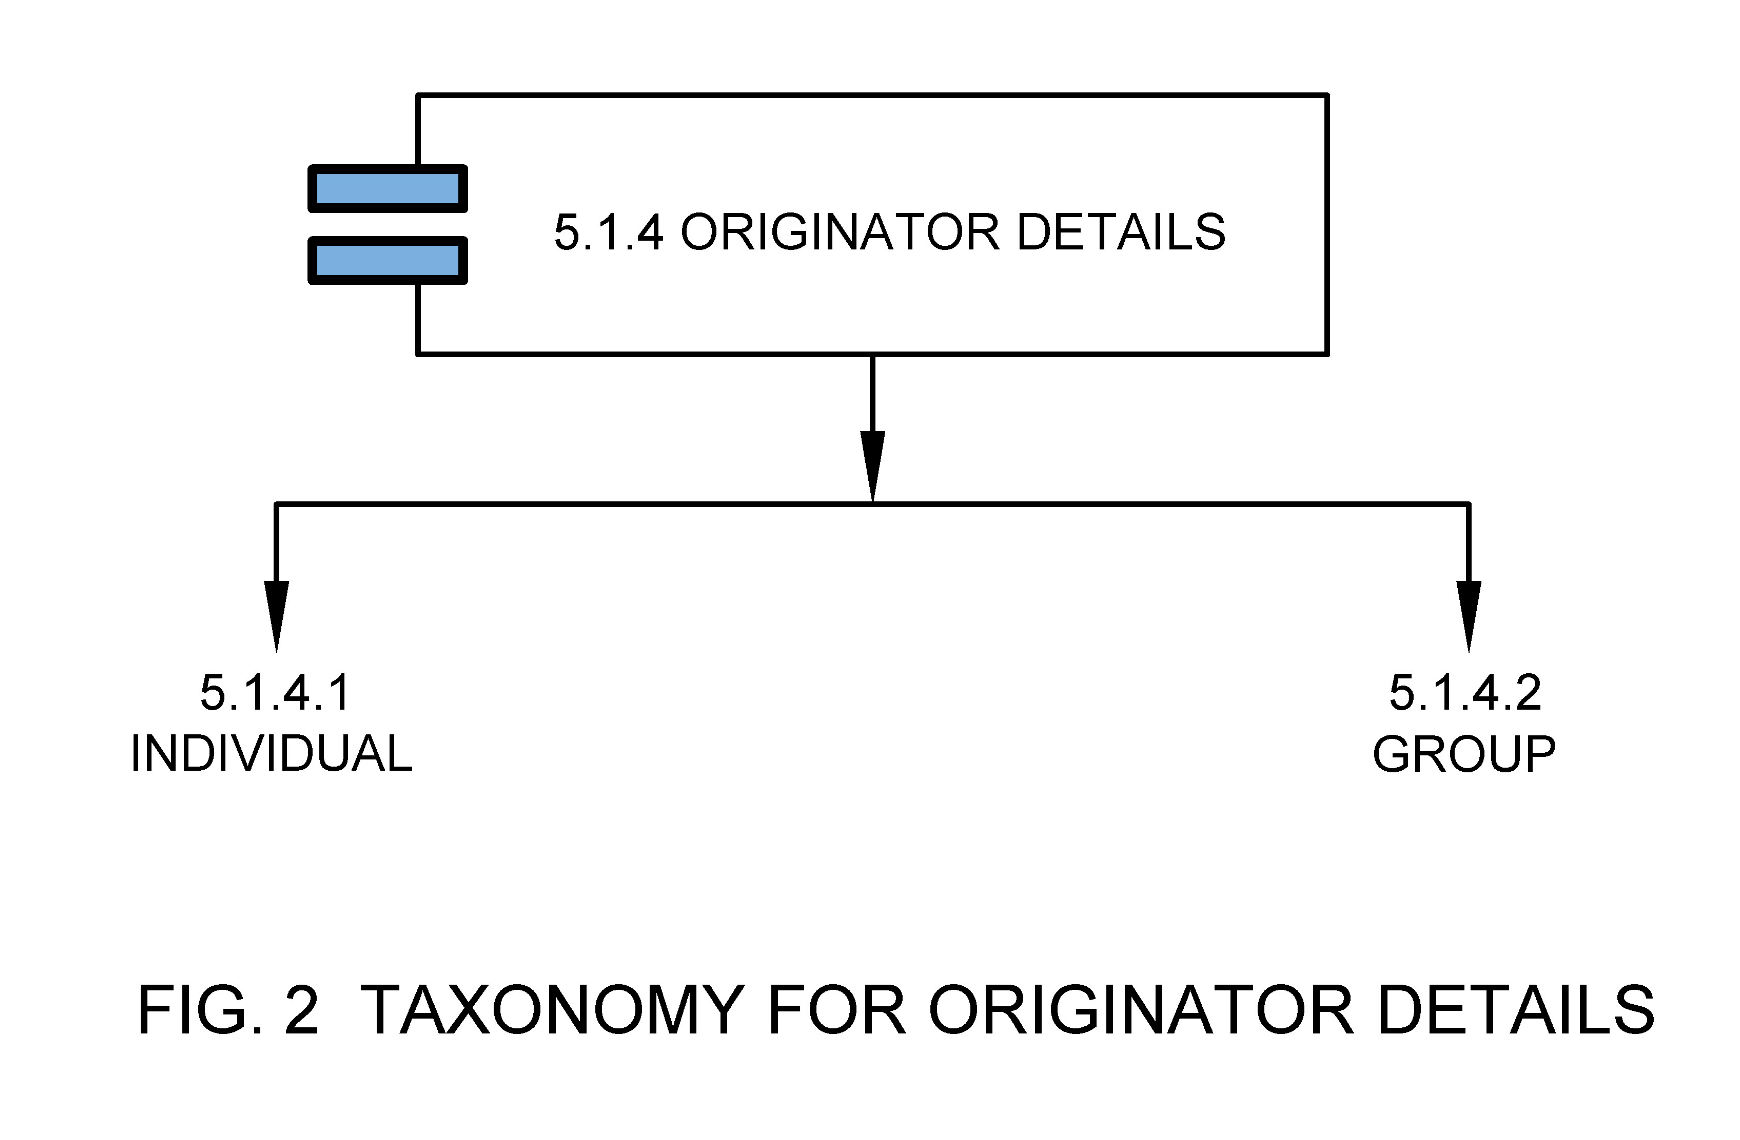 5.1.4 ORIGINATOR DETAILS
5.1.4.1
INDIVIDUAL
5.1.4.2
GROUP
FIG. 2  TAXONOMY FOR ORIGINATOR DETAILS